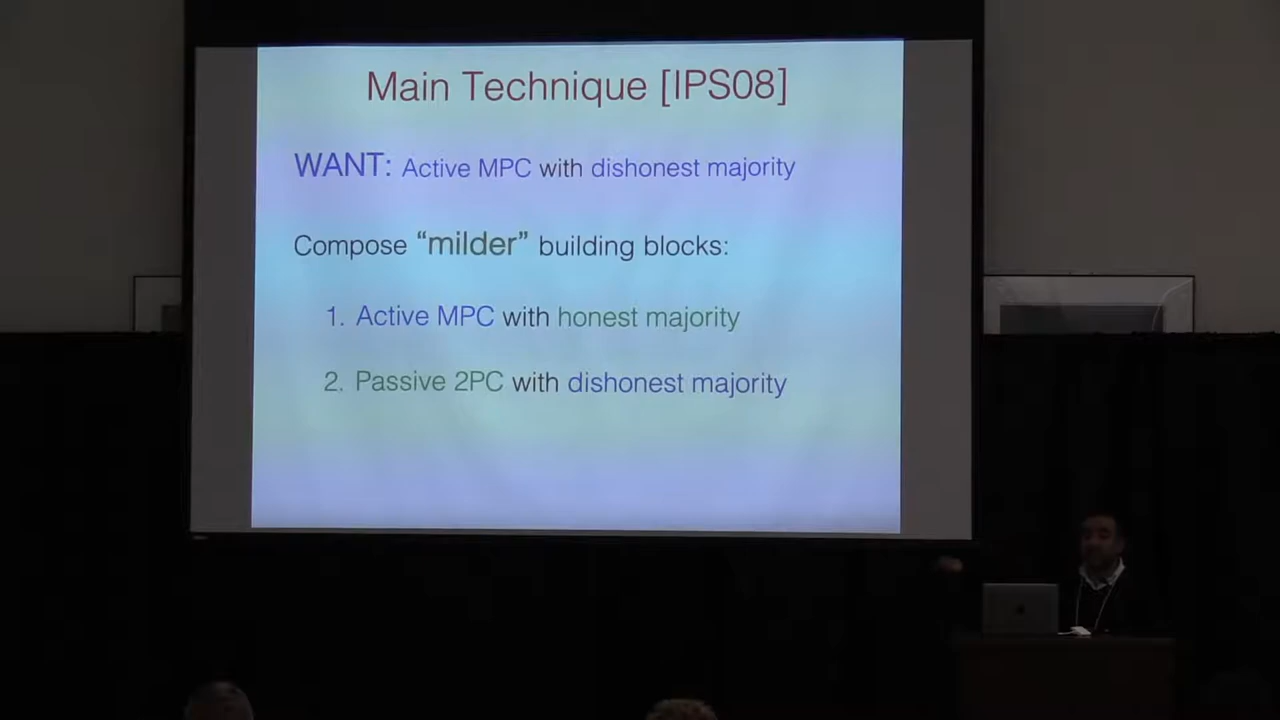 Main Technique [IPS08]
WANT: Active MPC with dishonest majority
Compose “milder” building blocks:
1. Active MPC with honest majority
2. Passive 2PC with dishonest majority